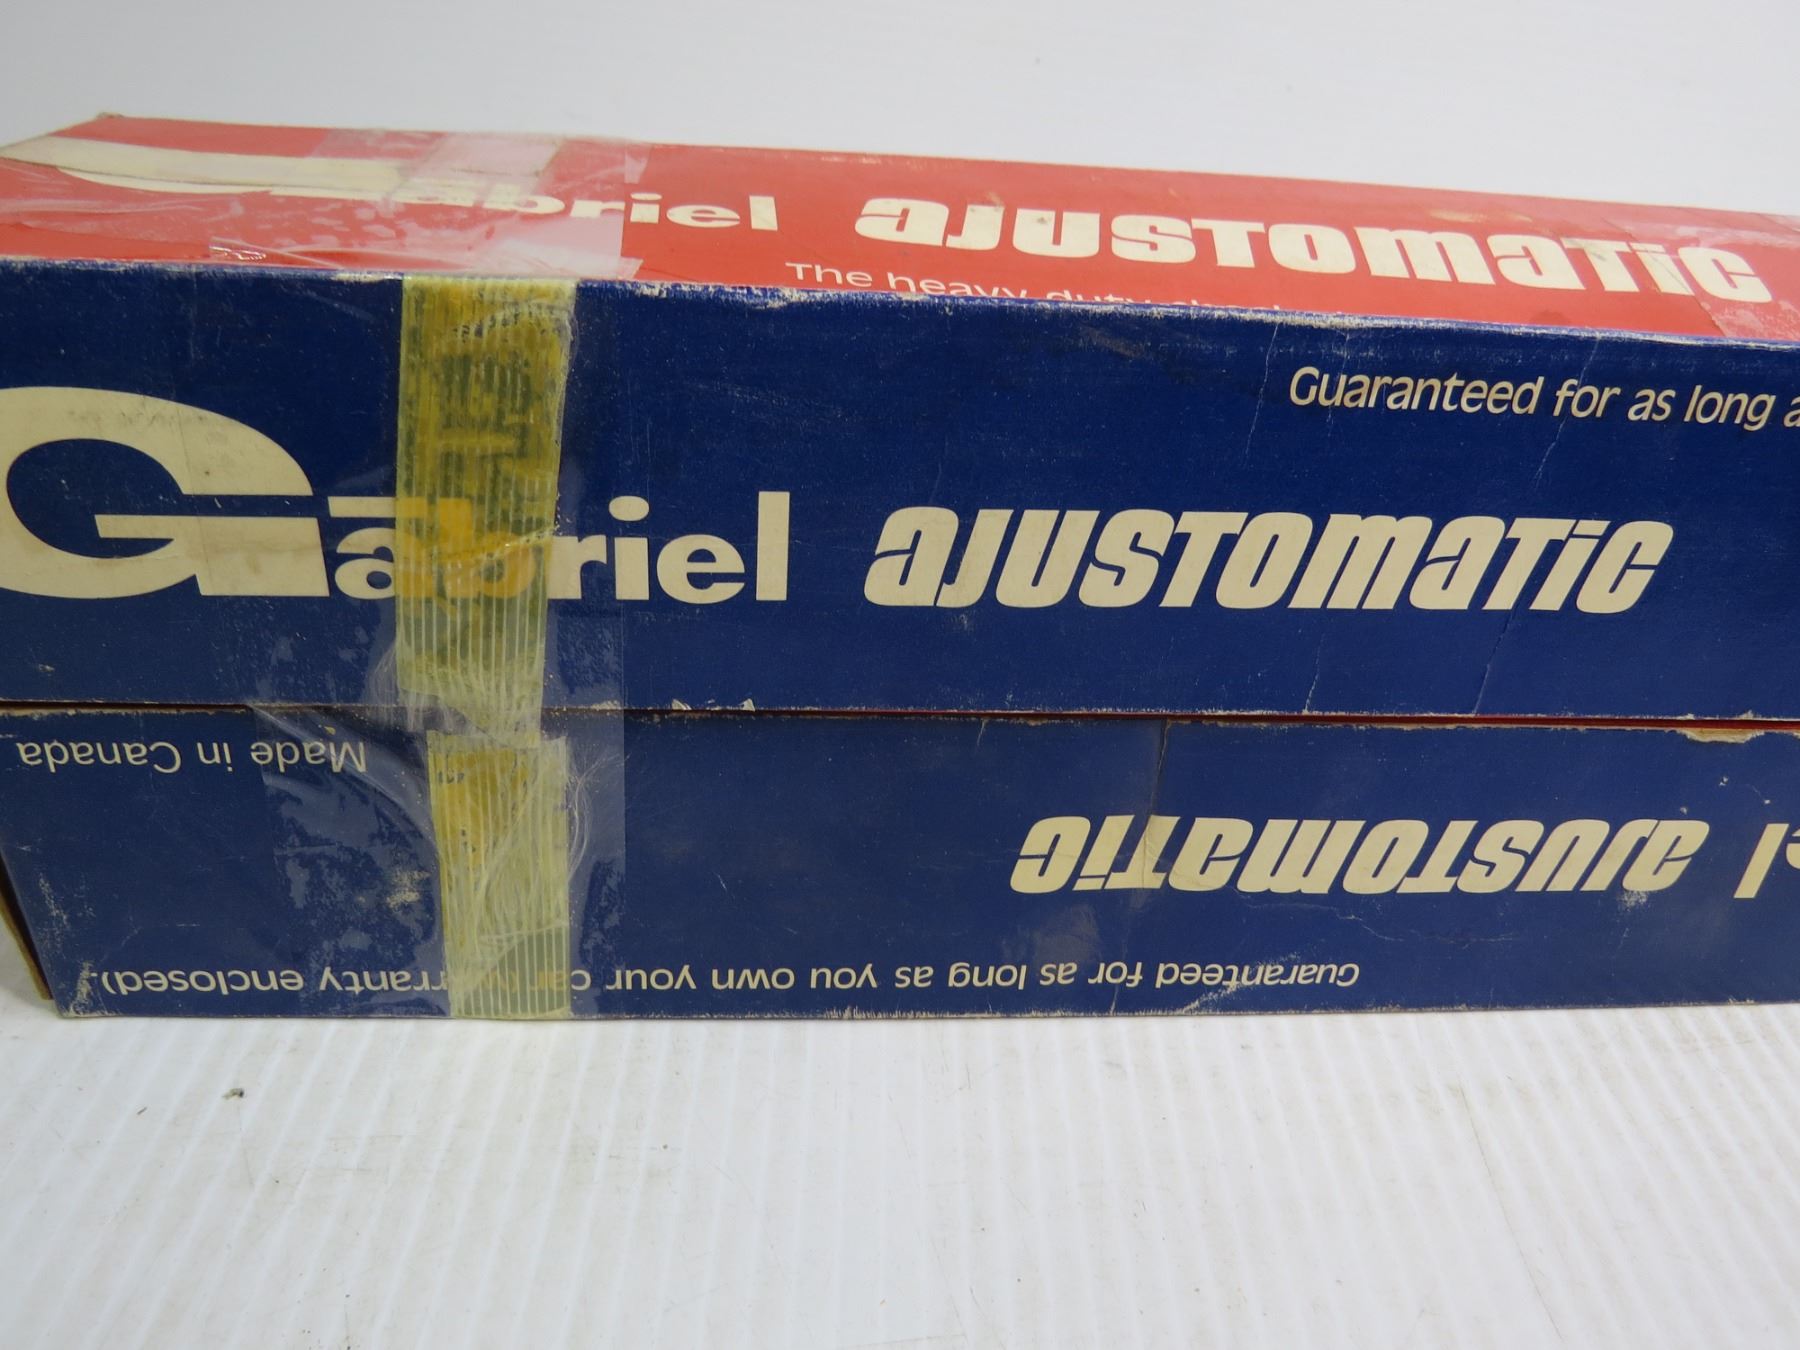 Gabriel AJUSTOMATIC
The heavy duty
Guaranteed for as long
Gabriel AJUSTOMATIC
Made in Canada
AJUSTOMATIC
Guaranteed for as long as you own your car enclosed).